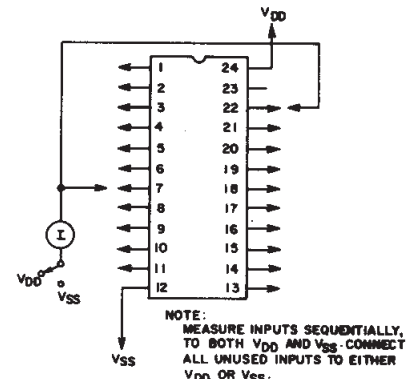 VDD
1 24
2 23
3 22
4 21
5 20
6 19
7 18
8 17
9 16
10 15
11 14
12 13
I
VDD
VSS
VSS
NOTE:
MEASURE INPUTS SEQUENTIALLY,
TO BOTH VDD AND VSS. CONNECT
ALL UNUSED INPUTS TO EITHER
VDD OR VSS.